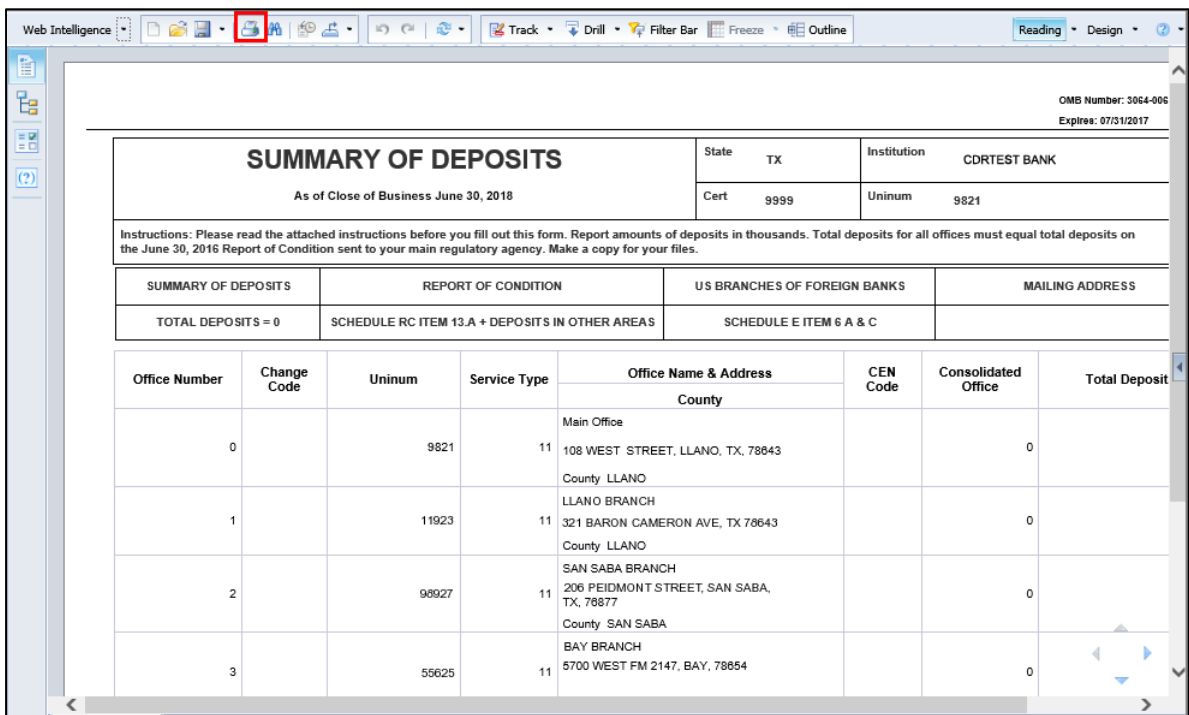 Web Intelligence
Track
Drill
Filter Bar
Freeze
Outline
Reading
Design
OMB Number: 3064-006
Expires: 07/31/2017
SUMMARY OF DEPOSITS
As of Close of Business June 30, 2018
State TX
Institution CDRTEST BANK
Cert 9999
Uninum 9821
Instructions: Please read the attached instructions before you fill out this form. Report amounts of deposits in thousands. Total deposits for all offices must equal total deposits on
the June 30, 2016 Report of Condition sent to your main regulatory agency. Make a copy for your files.
SUMMARY OF DEPOSITS REPORT OF CONDITION US BRANCHES OF FOREIGN BANKS MAILING ADDRESS
TOTAL DEPOSITS = 0 SCHEDULE RC ITEM 13.A + DEPOSITS IN OTHER AREAS SCHEDULE E ITEM 6 A & C
Office Number Change Code Uninum Service Type Office Name & Address County CEN Code Consolidated Office Total Deposit
Main Office
0 9821 11 108 WEST STREET, LLANO, TX, 78643 0
County LLANO
LLANO BRANCH
1 11923 11 321 BARON CAMERON AVE, TX 78643 0
County LLANO
SAN SABA BRANCH
2 98927 11 206 PEIDMONT STREET, SAN SABA, 0
TX, 76877
County SAN SABA
BAY BRANCH
5700 WEST FM 2147, BAY, 78654
3 55625 11 0